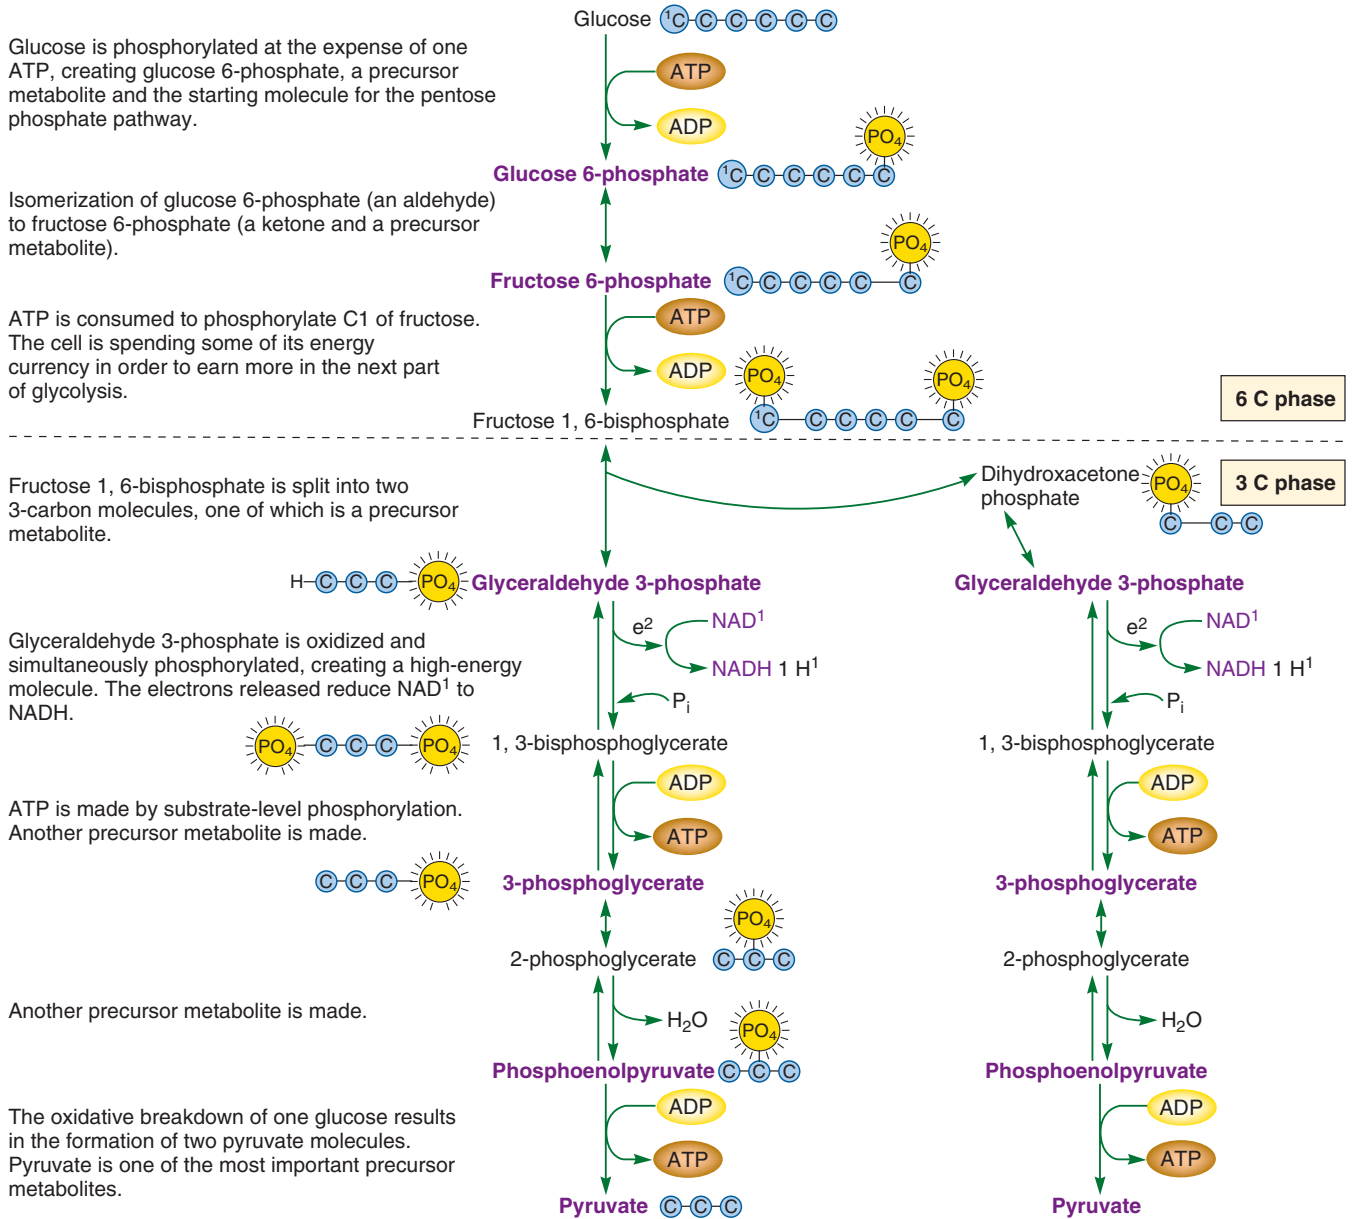 Glucose ¹C C C C C C
Glucose is phosphorylated at the expense of one
ATP, creating glucose 6-phosphate, a precursor
metabolite and the starting molecule for the pentose
phosphate pathway.
ATP
ADP
PO₄
Glucose 6-phosphate ¹C C C C C C
Isomerization of glucose 6-phosphate (an aldehyde)
to fructose 6-phosphate (a ketone and a precursor
metabolite).
PO₄
Fructose 6-phosphate ¹C C C C C C
ATP is consumed to phosphorylate C1 of fructose.
The cell is spending some of its energy
currency in order to earn more in the next part
of glycolysis.
ATP
ADP
PO₄ PO₄
Fructose 1, 6-bisphosphate ¹C C C C C C
6 C phase
3 C phase
Fructose 1, 6-bisphosphate is split into two
3-carbon molecules, one of which is a precursor
metabolite.
Dihydroxacetone
phosphate
PO₄
C C C
H C C C PO₄ Glyceraldehyde 3-phosphate
Glyceraldehyde 3-phosphate
Glyceraldehyde 3-phosphate is oxidized and
simultaneously phosphorylated, creating a high-energy
molecule. The electrons released reduce NAD¹ to
NADH.
e² NAD¹
NADH 1 H¹
Pᵢ
e² NAD¹
NADH 1 H¹
Pᵢ
PO₄ C C C PO₄
1, 3-bisphosphoglycerate
1, 3-bisphosphoglycerate
ATP is made by substrate-level phosphorylation.
Another precursor metabolite is made.
ADP
ATP
ADP
ATP
C C C PO₄
3-phosphoglycerate
3-phosphoglycerate
PO₄
2-phosphoglycerate C C C
2-phosphoglycerate
Another precursor metabolite is made.
H₂O
PO₄
H₂O
Phosphoenolpyruvate C C C
Phosphoenolpyruvate
The oxidative breakdown of one glucose results
in the formation of two pyruvate molecules.
Pyruvate is one of the most important precursor
metabolites.
ADP
ATP
ADP
ATP
Pyruvate C C C
Pyruvate